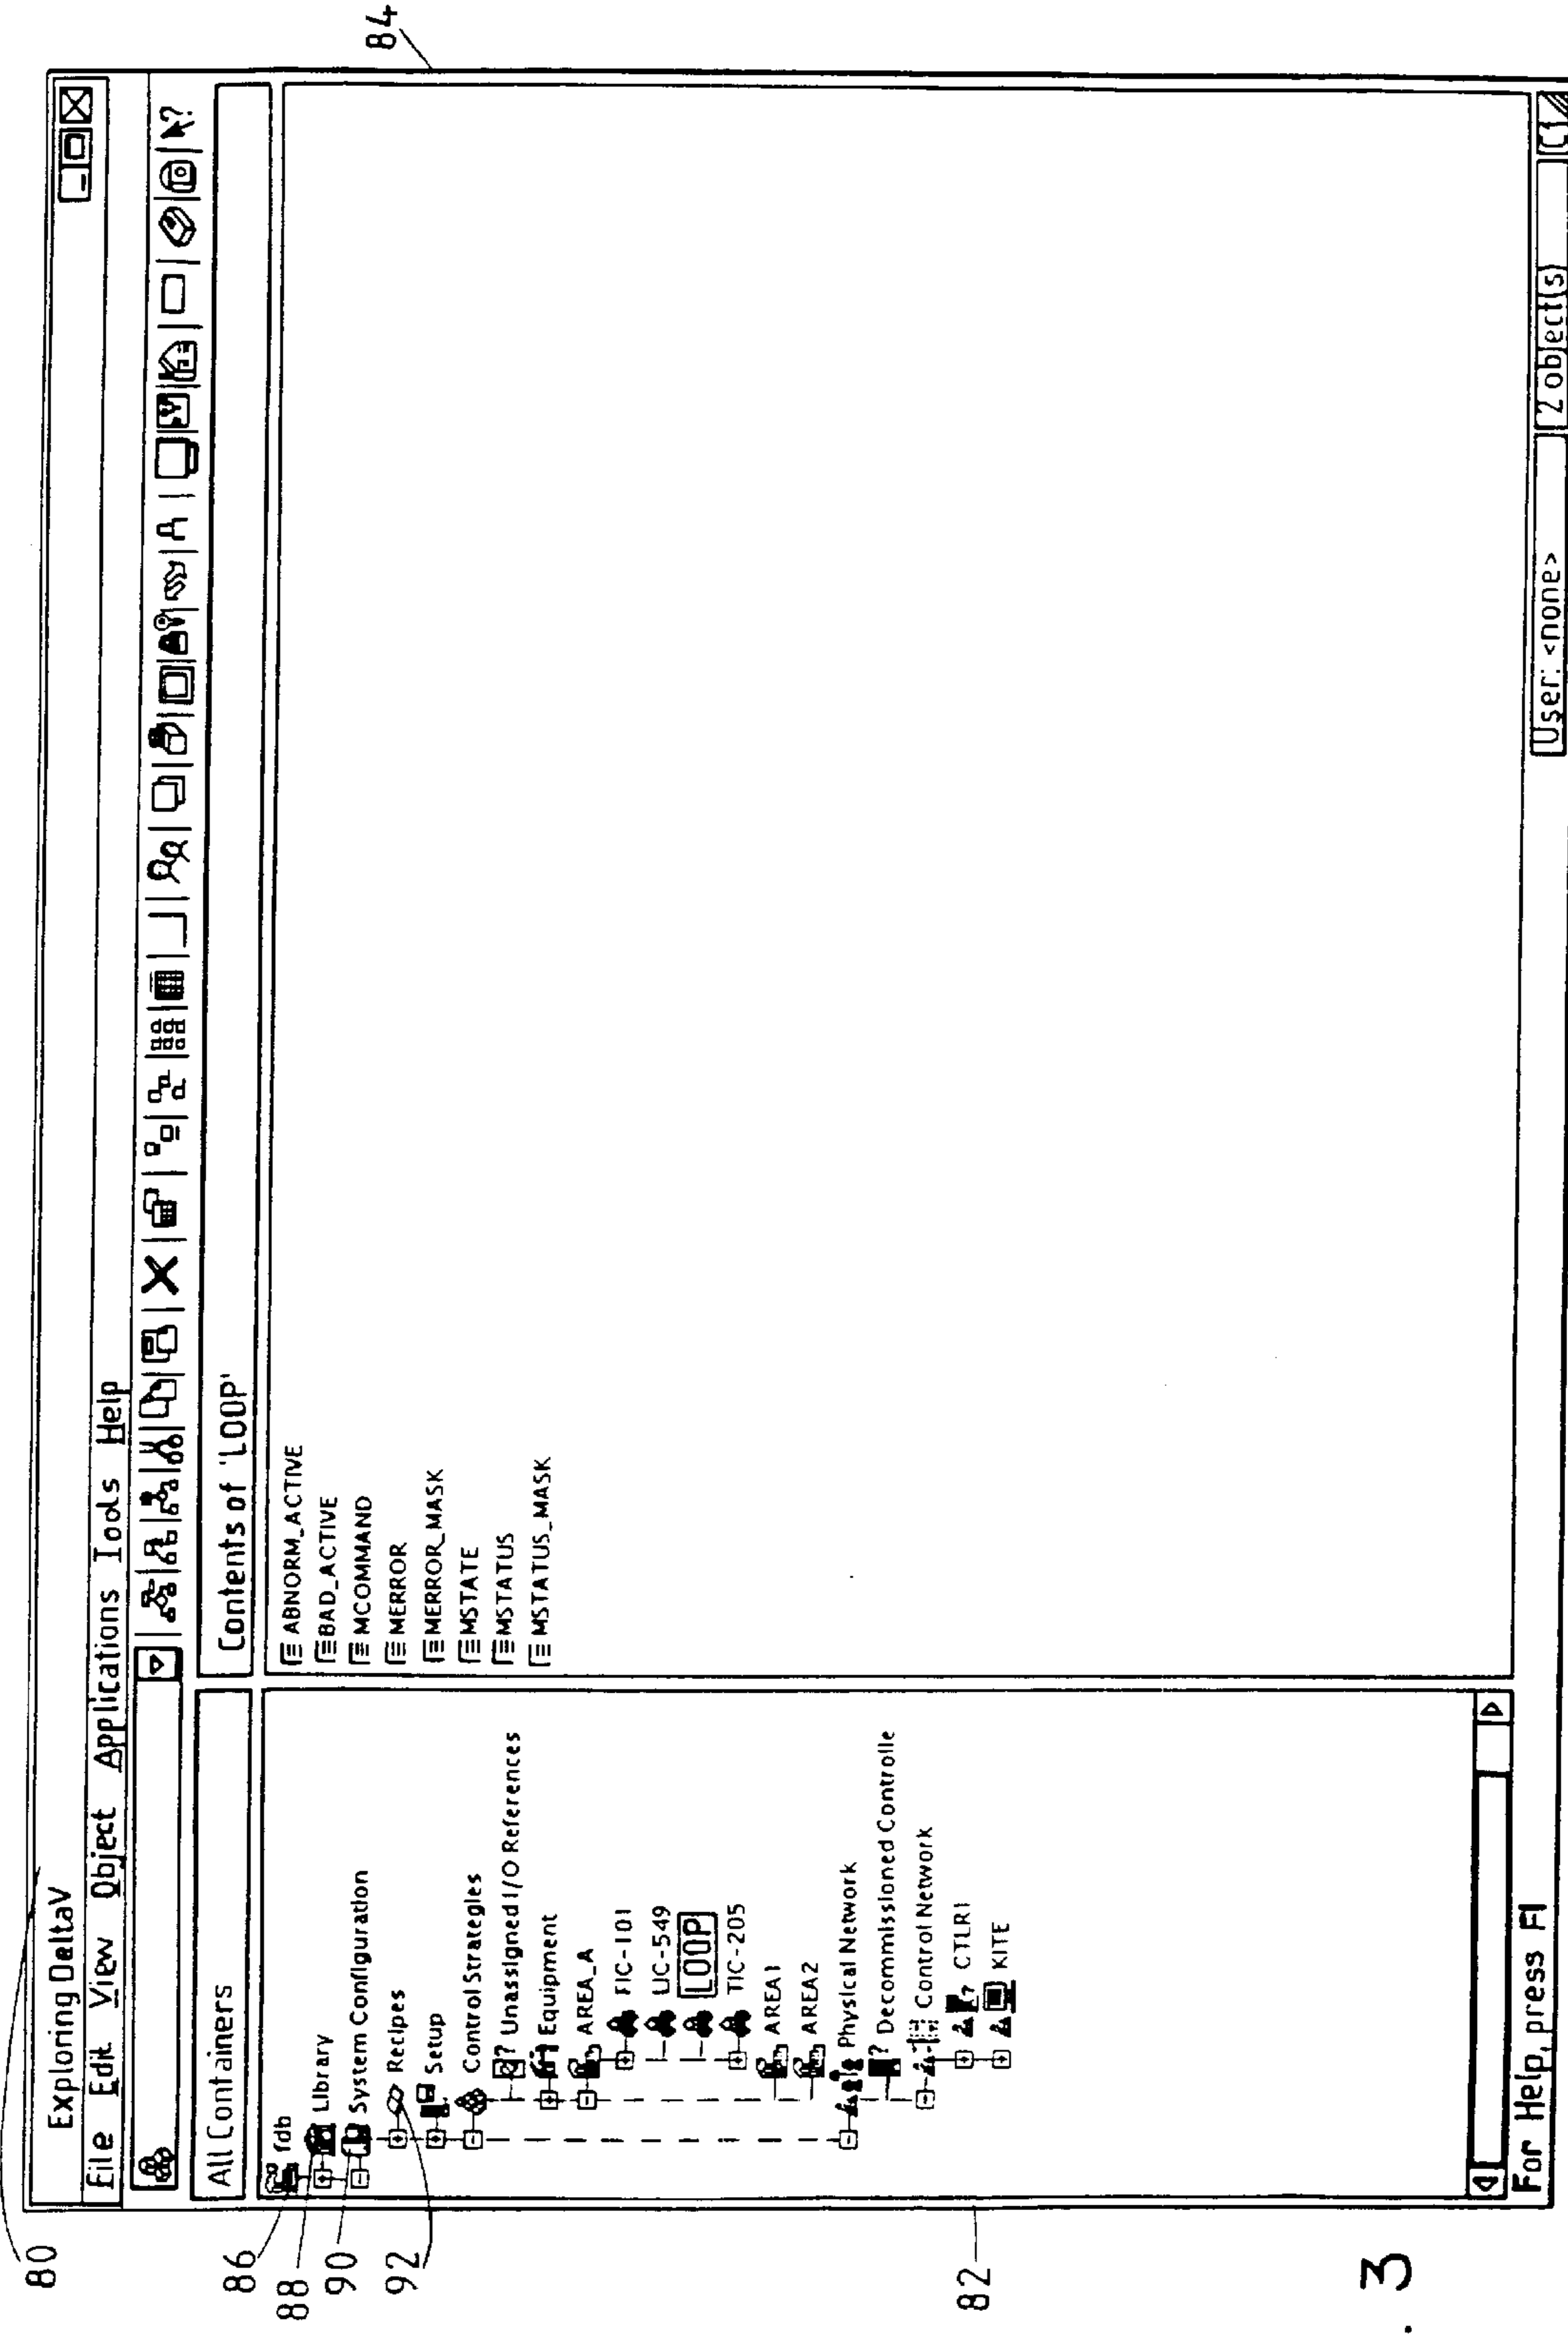 80
Exploring DeltaV
File Edit View Object Applications Tools Help
All Containers
Contents of 'LOOP'
86
88
90
92
82
84
fdb
Library
System Configuration
Recipes
Setup
Control Strategies
? Unassigned I/O References
Equipment
AREA_A
FIC-101
LIC-549
LOOP
TIC-205
AREA1
AREA2
Physical Network
? Decommissioned Controlle
Control Network
? CTLR1
KITE
ABNORM_ACTIVE
BAD_ACTIVE
MCOMMAND
MERROR
MERROR_MASK
MSTATE
MSTATUS
MSTATUS_MASK
For Help, press F1
User: <none>
2 object(s)
. 3